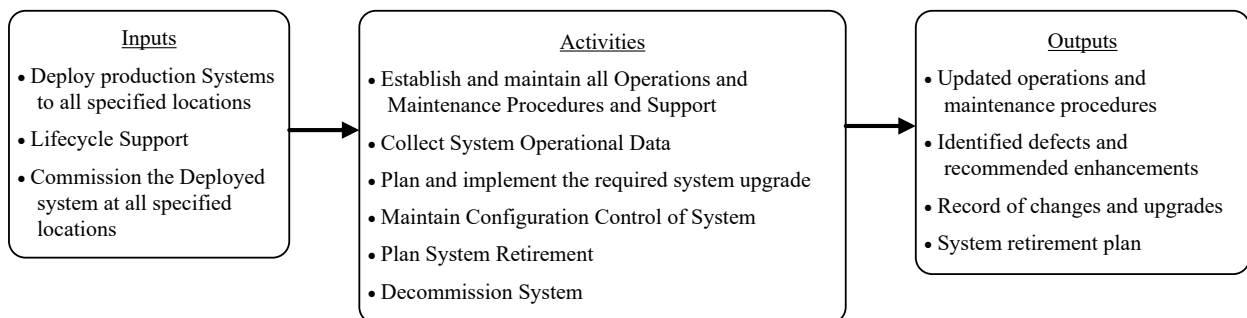 Inputs
• Deploy production Systems
to all specified locations
• Lifecycle Support
• Commission the Deployed
system at all specified
locations
Activities
• Establish and maintain all Operations and
Maintenance Procedures and Support
• Collect System Operational Data
• Plan and implement the required system upgrade
• Maintain Configuration Control of System
• Plan System Retirement
• Decommission System
Outputs
• Updated operations and
maintenance procedures
• Identified defects and
recommended enhancements
• Record of changes and upgrades
• System retirement plan